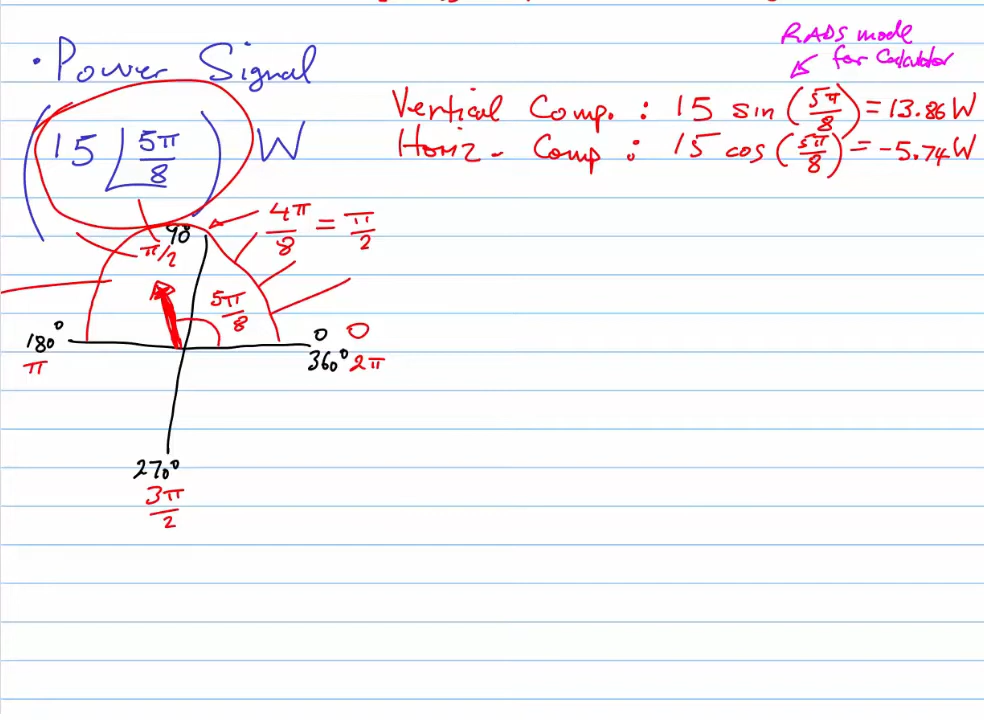 RADS mode
for Calculator
• Power Signal
(15∠5π/8) W
Vertical Comp. : 15 sin (5π/8) = 13.86 W
Horiz. Comp : 15 cos (5π/8) = -5.74 W
4π/8 = π/2
90°
π/2
5π/8
180°
π
0 0
360° 2π
270°
3π/2